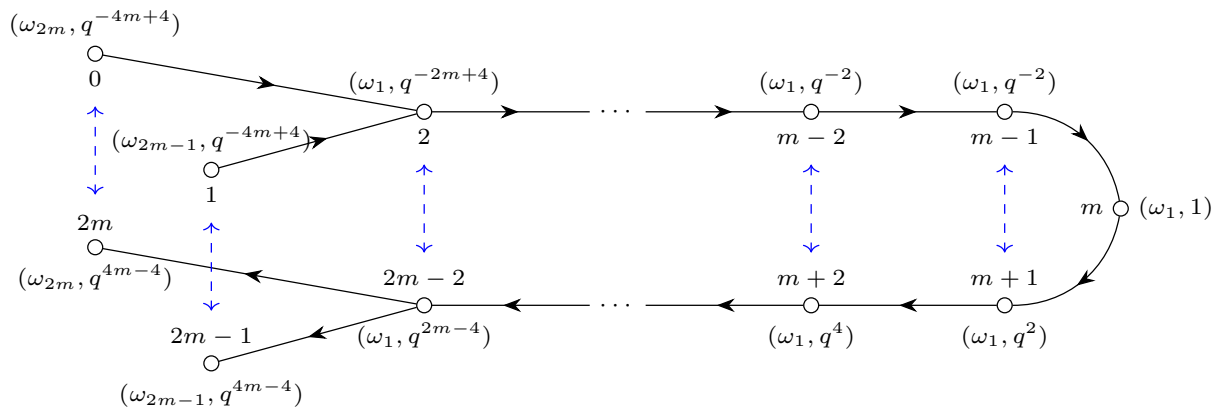 (ω_{2m}, q^{-4m+4})
0
(ω_1, q^{-2m+4})
(ω_1, q^{-2})
(ω_1, q^{-2})
⋯
(ω_{2m-1}, q^{-4m+4})
2
m − 2
m − 1
1
m
(ω_1, 1)
2m
2m − 2
m + 2
m + 1
(ω_{2m}, q^{4m-4})
⋯
2m − 1
(ω_1, q^{2m-4})
(ω_1, q^4)
(ω_1, q^2)
(ω_{2m-1}, q^{4m-4})